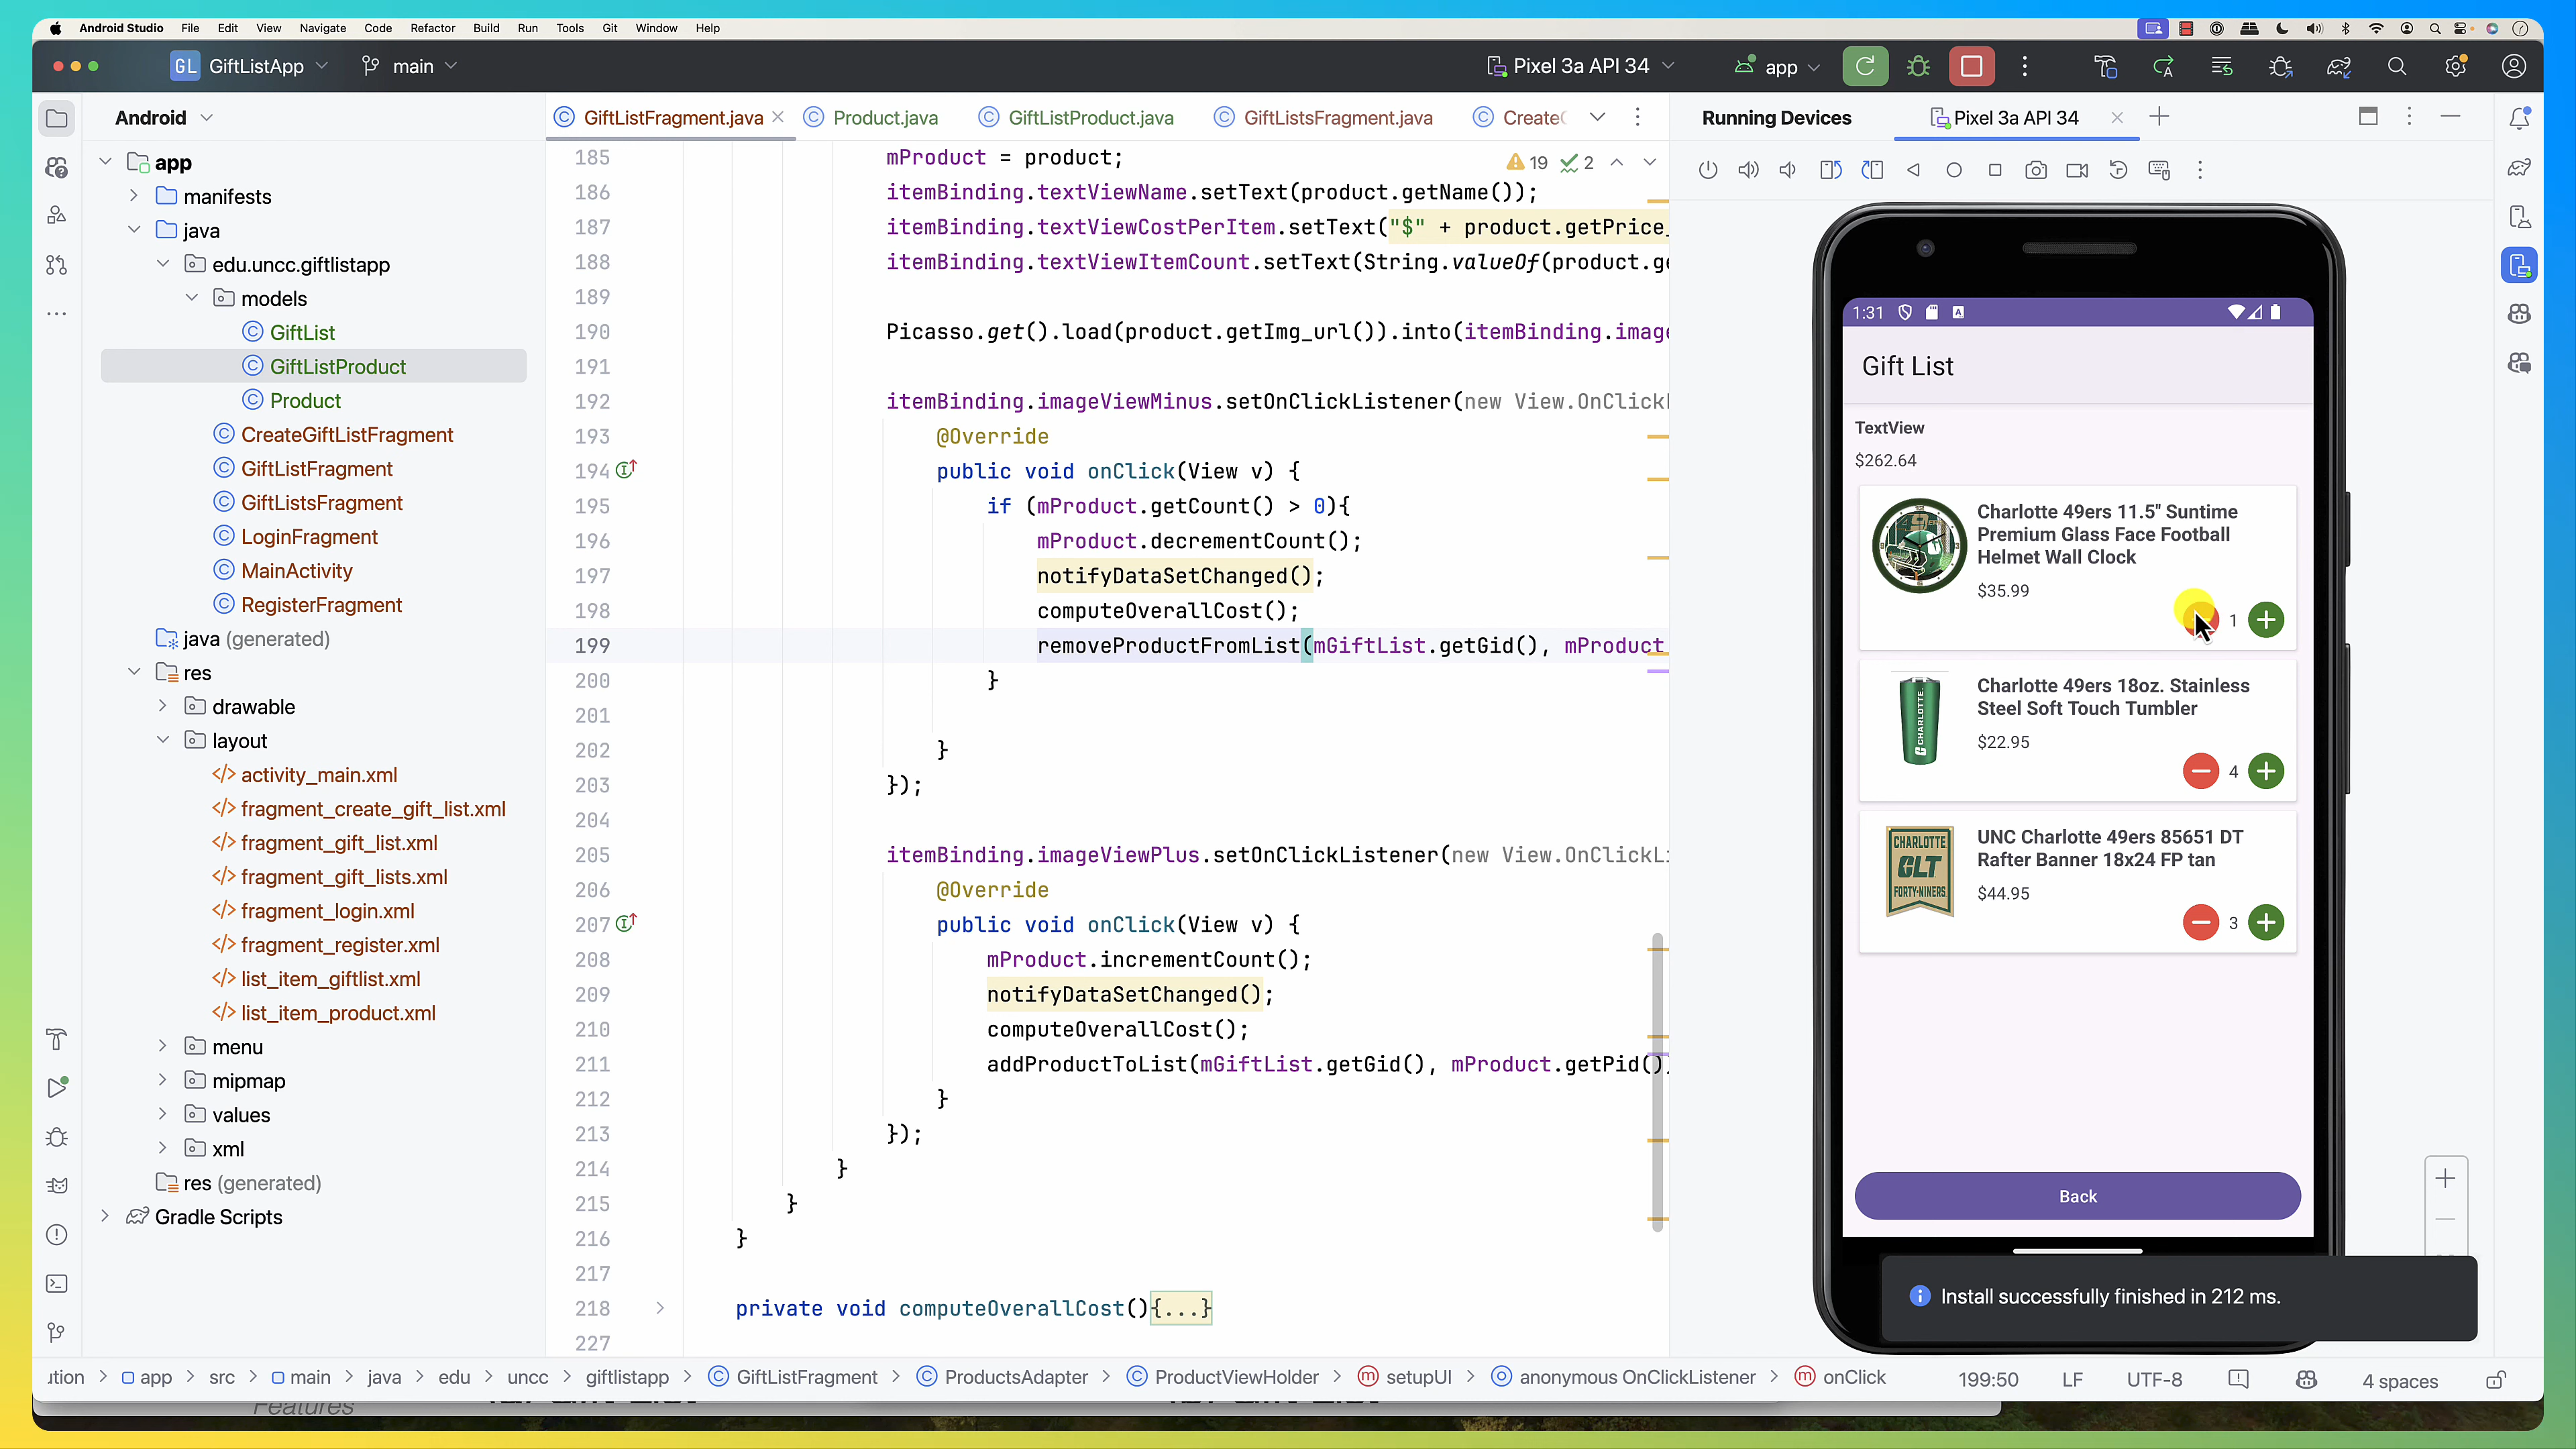 Android Studio File Edit View Navigate Code Refactor Build Run Tools Git Window Help
GL GiftListApp main Pixel 3a API 34 app
Android
app
manifests
java
edu.uncc.giftlistapp
models
GiftList
GiftListProduct
Product
CreateGiftListFragment
GiftListFragment
GiftListsFragment
LoginFragment
MainActivity
RegisterFragment
java (generated)
res
drawable
layout
activity_main.xml
fragment_create_gift_list.xml
fragment_gift_list.xml
fragment_gift_lists.xml
fragment_login.xml
fragment_register.xml
list_item_giftlist.xml
list_item_product.xml
menu
mipmap
values
xml
res (generated)
Gradle Scripts
GiftListFragment.java Product.java GiftListProduct.java GiftListsFragment.java Create
19 2
185 mProduct = product;
186 itemBinding.textViewName.setText(product.getName());
187 itemBinding.textViewCostPerItem.setText("$" + product.getPrice_
188 itemBinding.textViewItemCount.setText(String.valueOf(product.ge
189
190 Picasso.get().load(product.getImg_url()).into(itemBinding.image
191
192 itemBinding.imageViewMinus.setOnClickListener(new View.OnClickL
193 @Override
194 public void onClick(View v) {
195 if (mProduct.getCount() > 0){
196 mProduct.decrementCount();
197 notifyDataSetChanged();
198 computeOverallCost();
199 removeProductFromList(mGiftList.getGid(), mProduct
200 }
201
202 }
203 });
204
205 itemBinding.imageViewPlus.setOnClickListener(new View.OnClickLi
206 @Override
207 public void onClick(View v) {
208 mProduct.incrementCount();
209 notifyDataSetChanged();
210 computeOverallCost();
211 addProductToList(mGiftList.getGid(), mProduct.getPid()
212 }
213 });
214 }
215 }
216 }
217
218 private void computeOverallCost(){...}
227
Running Devices Pixel 3a API 34
1:31
Gift List
TextView
$262.64
Charlotte 49ers 11.5" Suntime
Premium Glass Face Football
Helmet Wall Clock
$35.99
1
Charlotte 49ers 18oz. Stainless
Steel Soft Touch Tumbler
$22.95
4
CHARLOTTE
UNC Charlotte 49ers 85651 DT
Rafter Banner 18x24 FP tan
$44.95
3
CHARLOTTE
CLT
FORTY-NINERS
Back
Install successfully finished in 212 ms.
ution app src main java edu uncc giftlistapp GiftListFragment ProductsAdapter ProductViewHolder setupUI anonymous OnClickListener onClick 199:50 LF UTF-8 4 spaces
Features